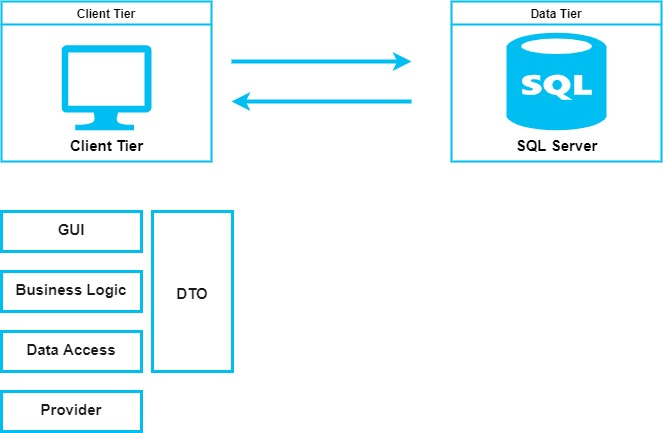 Client Tier
Data Tier
SQL
Client Tier
SQL Server
GUI
Business Logic
DTO
Data Access
Provider